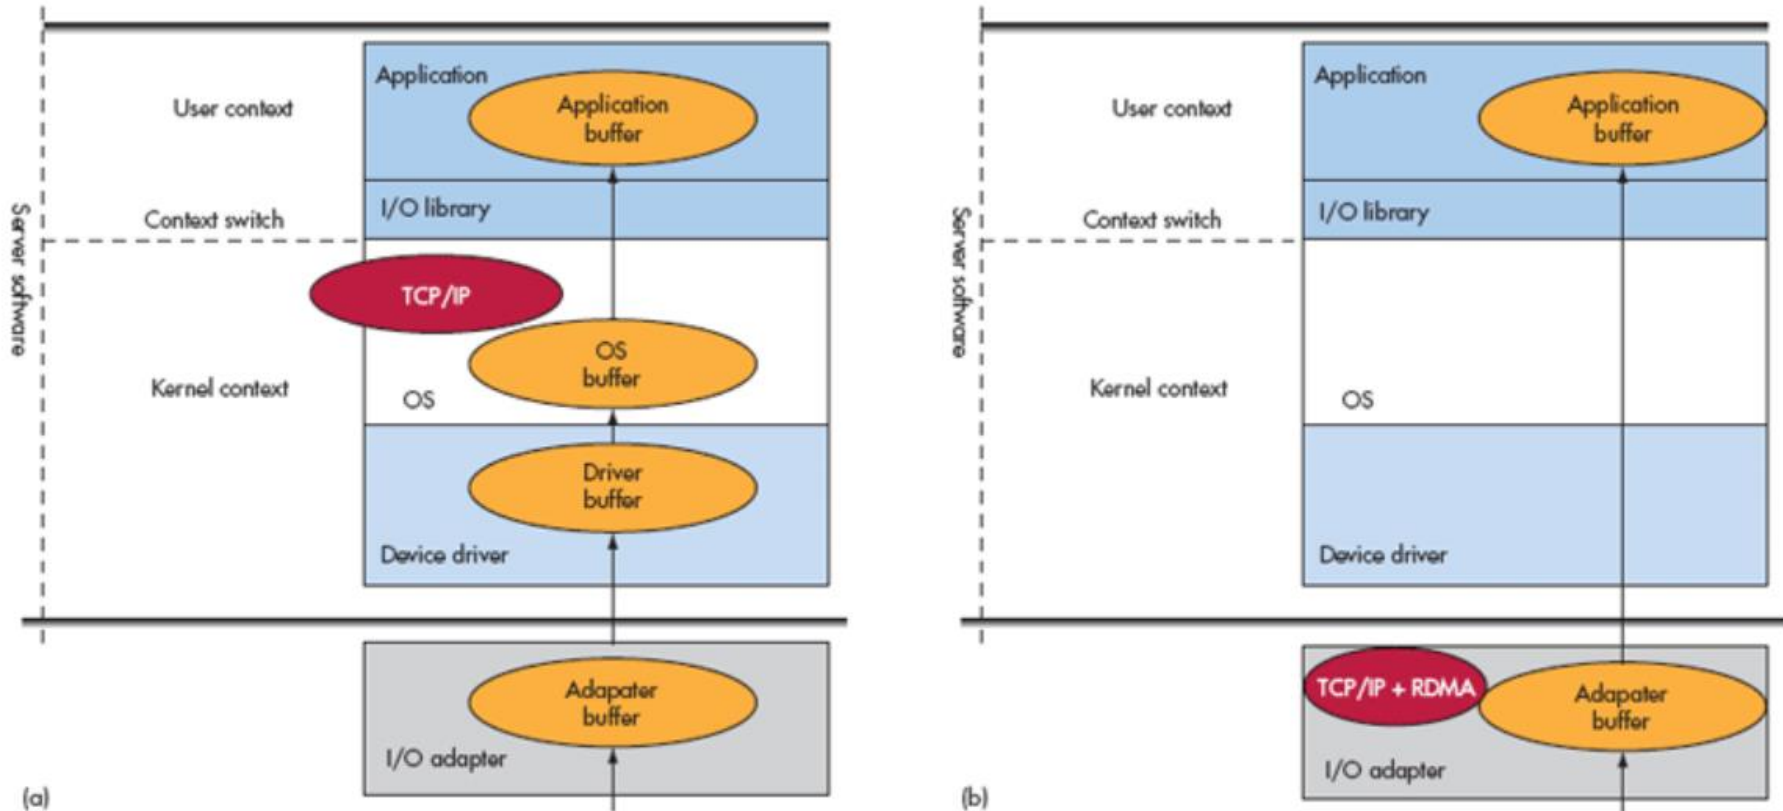 Server software
User context
Context switch
Kernel context
Application
Application
buffer
I/O library
TCP/IP
OS
buffer
OS
Driver
buffer
Device driver
Adapater
buffer
I/O adapter
(a)
Server software
User context
Context switch
Kernel context
Application
Application
buffer
I/O library
OS
Device driver
TCP/IP + RDMA
Adapater
buffer
I/O adapter
(b)